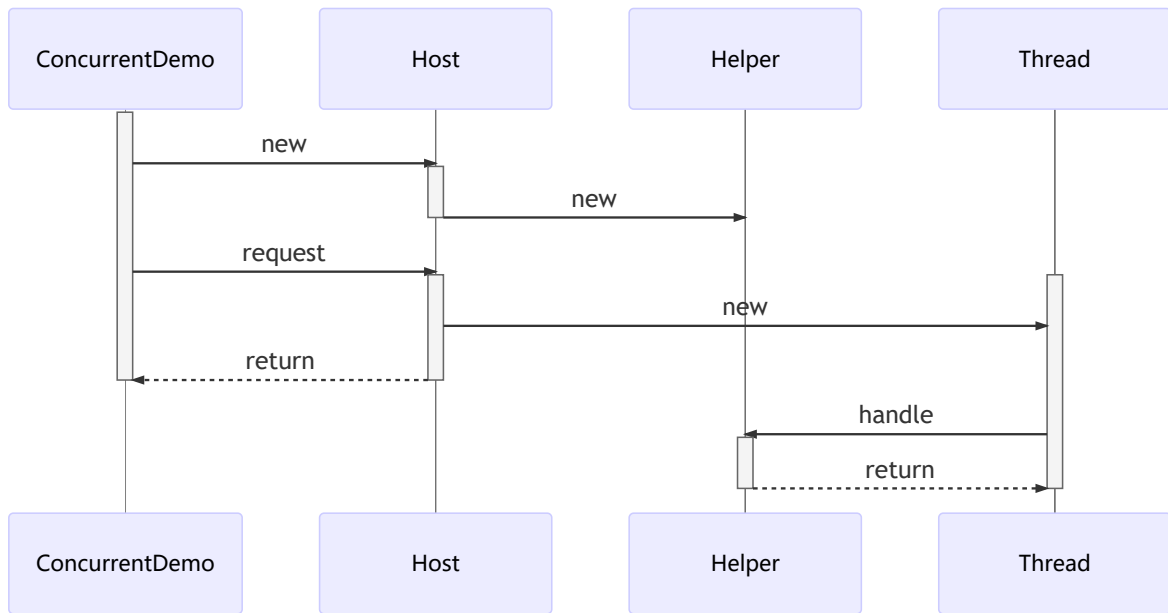 ConcurrentDemo
Host
Helper
Thread
new
new
request
new
return
handle
return
ConcurrentDemo
Host
Helper
Thread